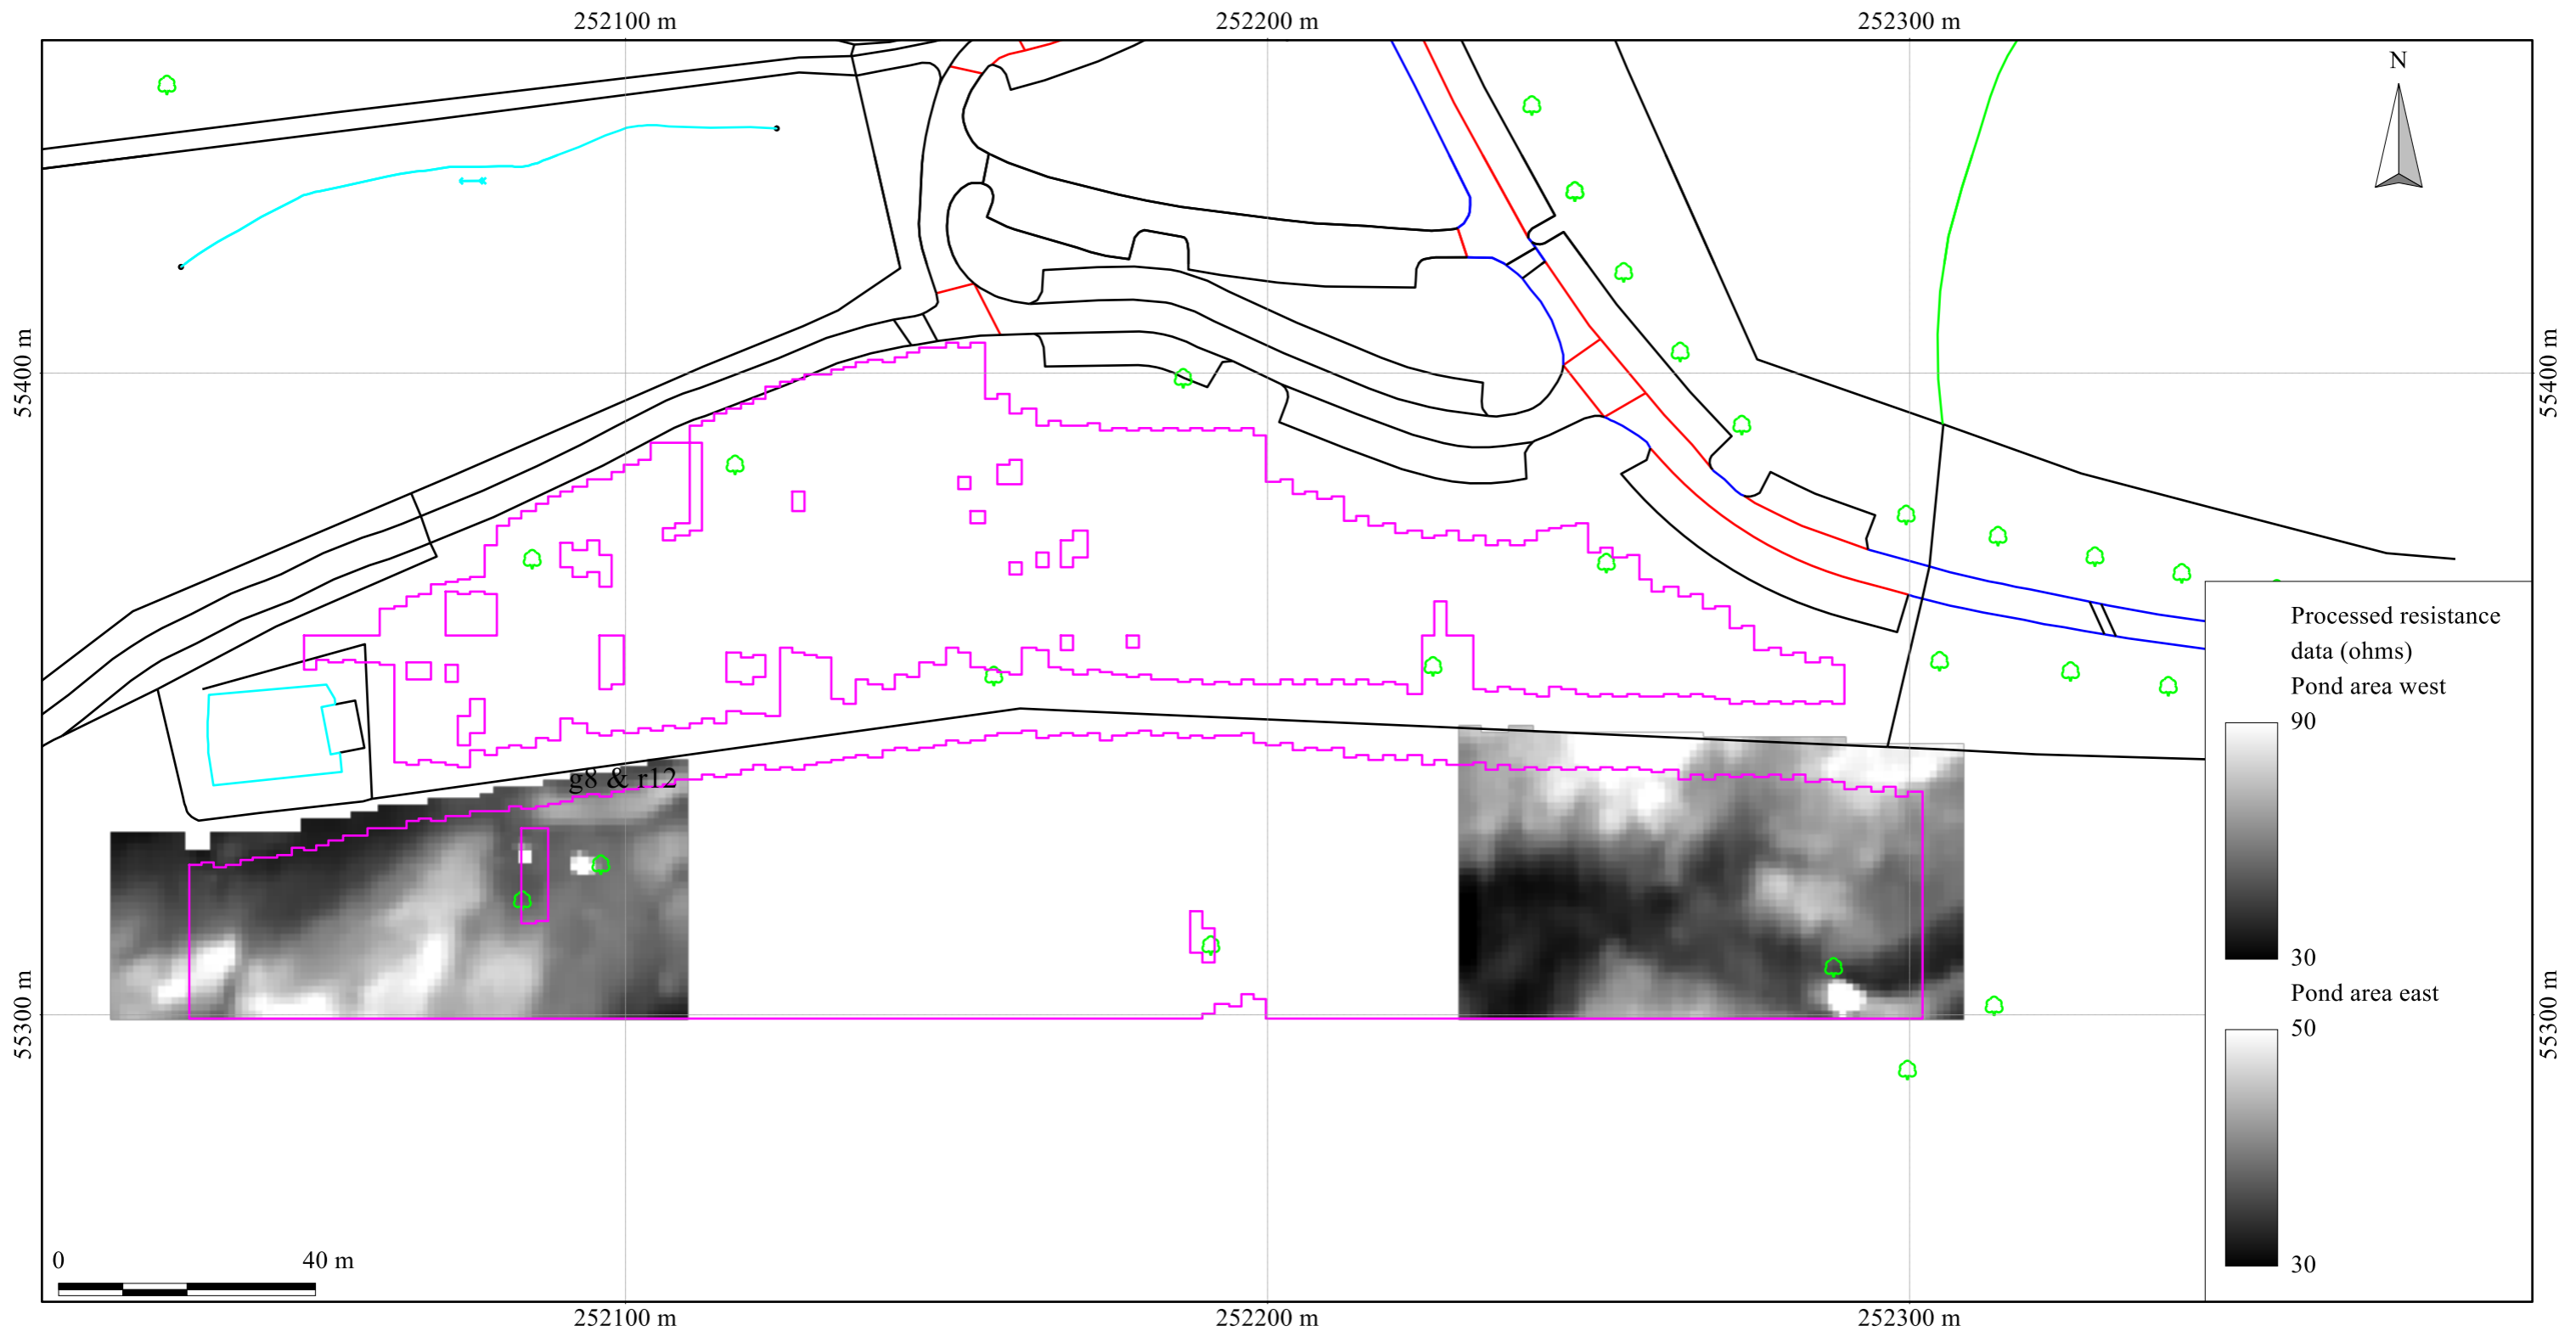 252100 m
252200 m
252300 m
N
55400 m
55400 m
Processed resistance
data (ohms)
Pond area west
90
g8 & r12
30
Pond area east
55300 m
55300 m
50
0
40 m
30
252100 m
252200 m
252300 m